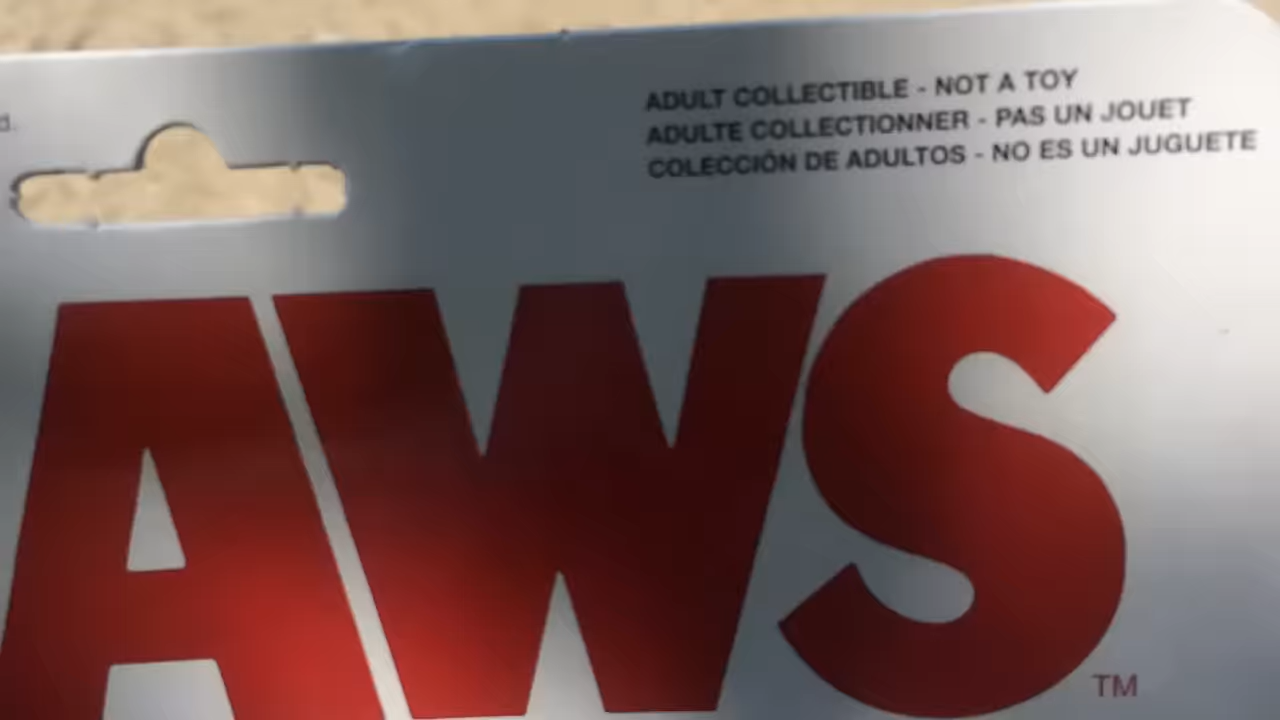 d.
ADULT COLLECTIBLE - NOT A TOY
ADULTE COLLECTIONNER - PAS UN JOUET
COLECCIÓN DE ADULTOS - NO ES UN JUGUETE
AWS
TM